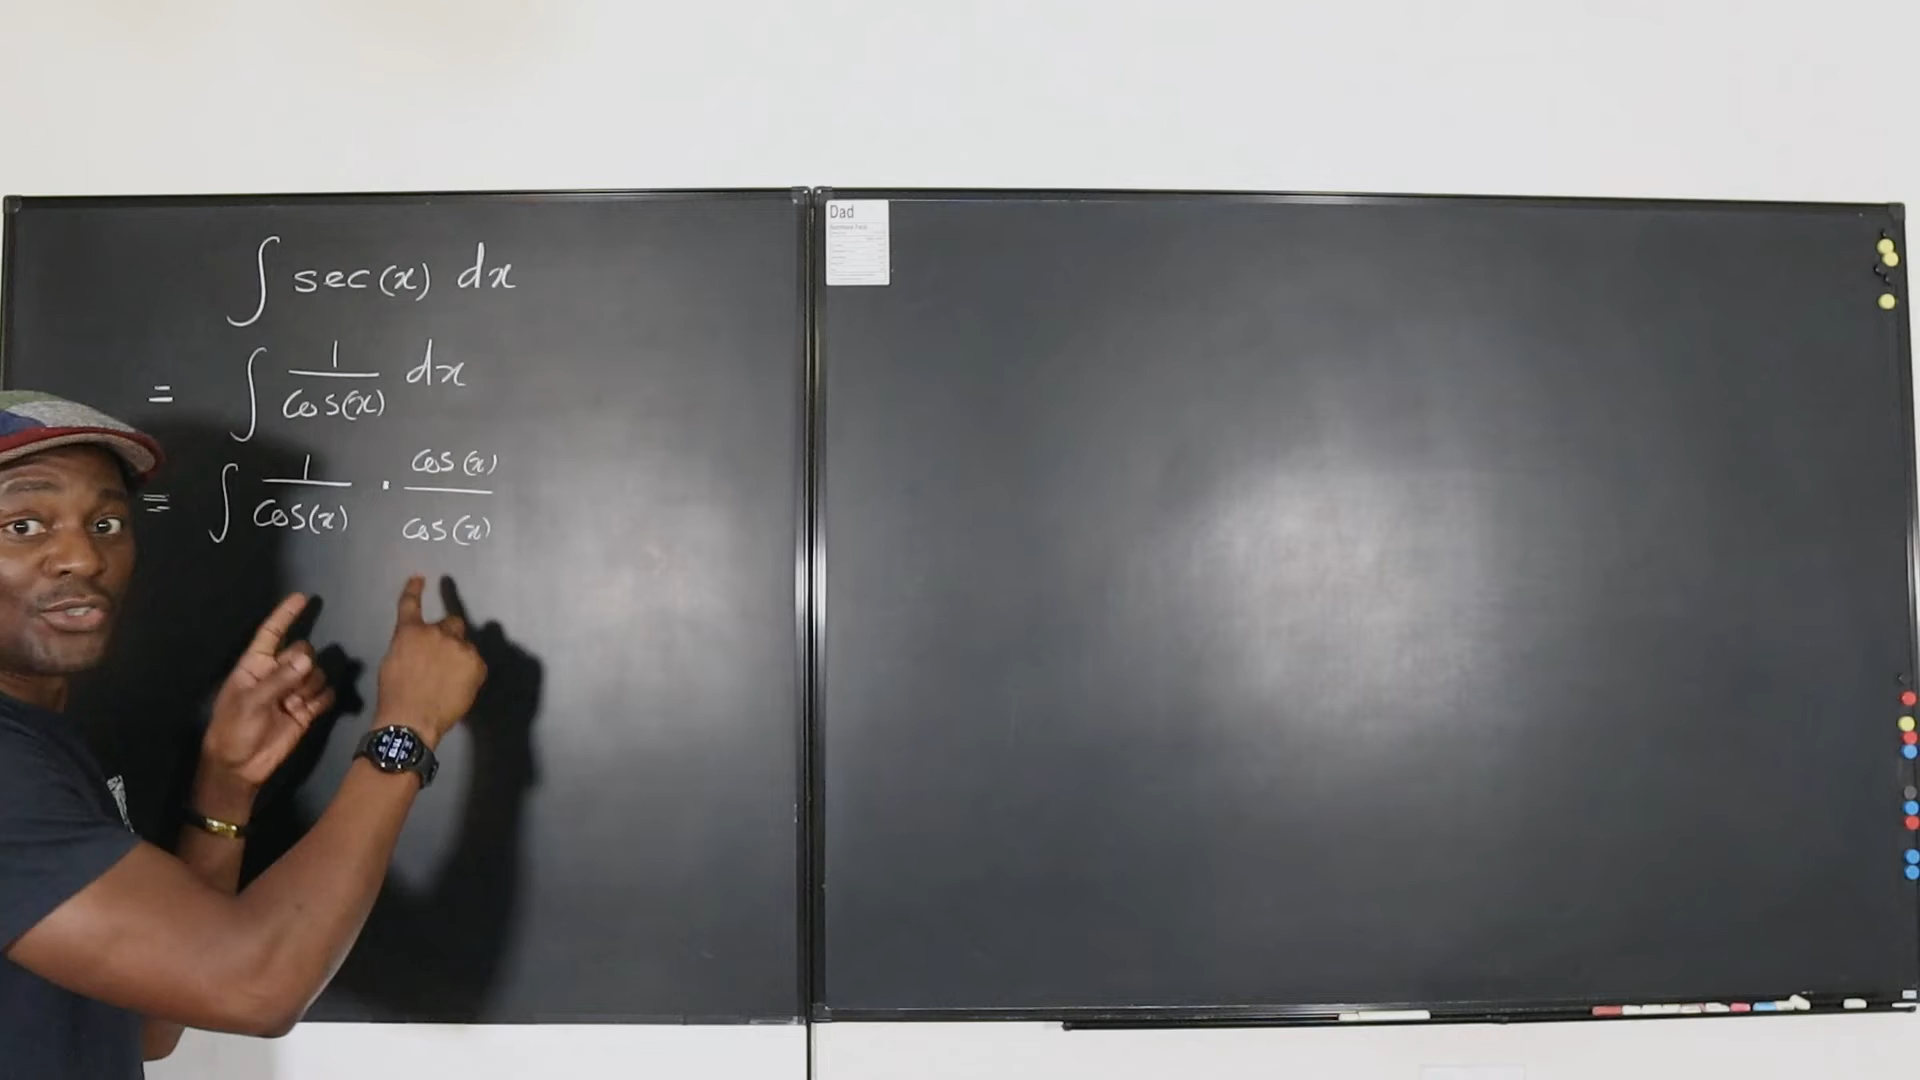 ∫ sec(x) dx
= ∫ 1/cos(x) dx
= ∫ 1/cos(x) · cos(x)/cos(x)
Dad